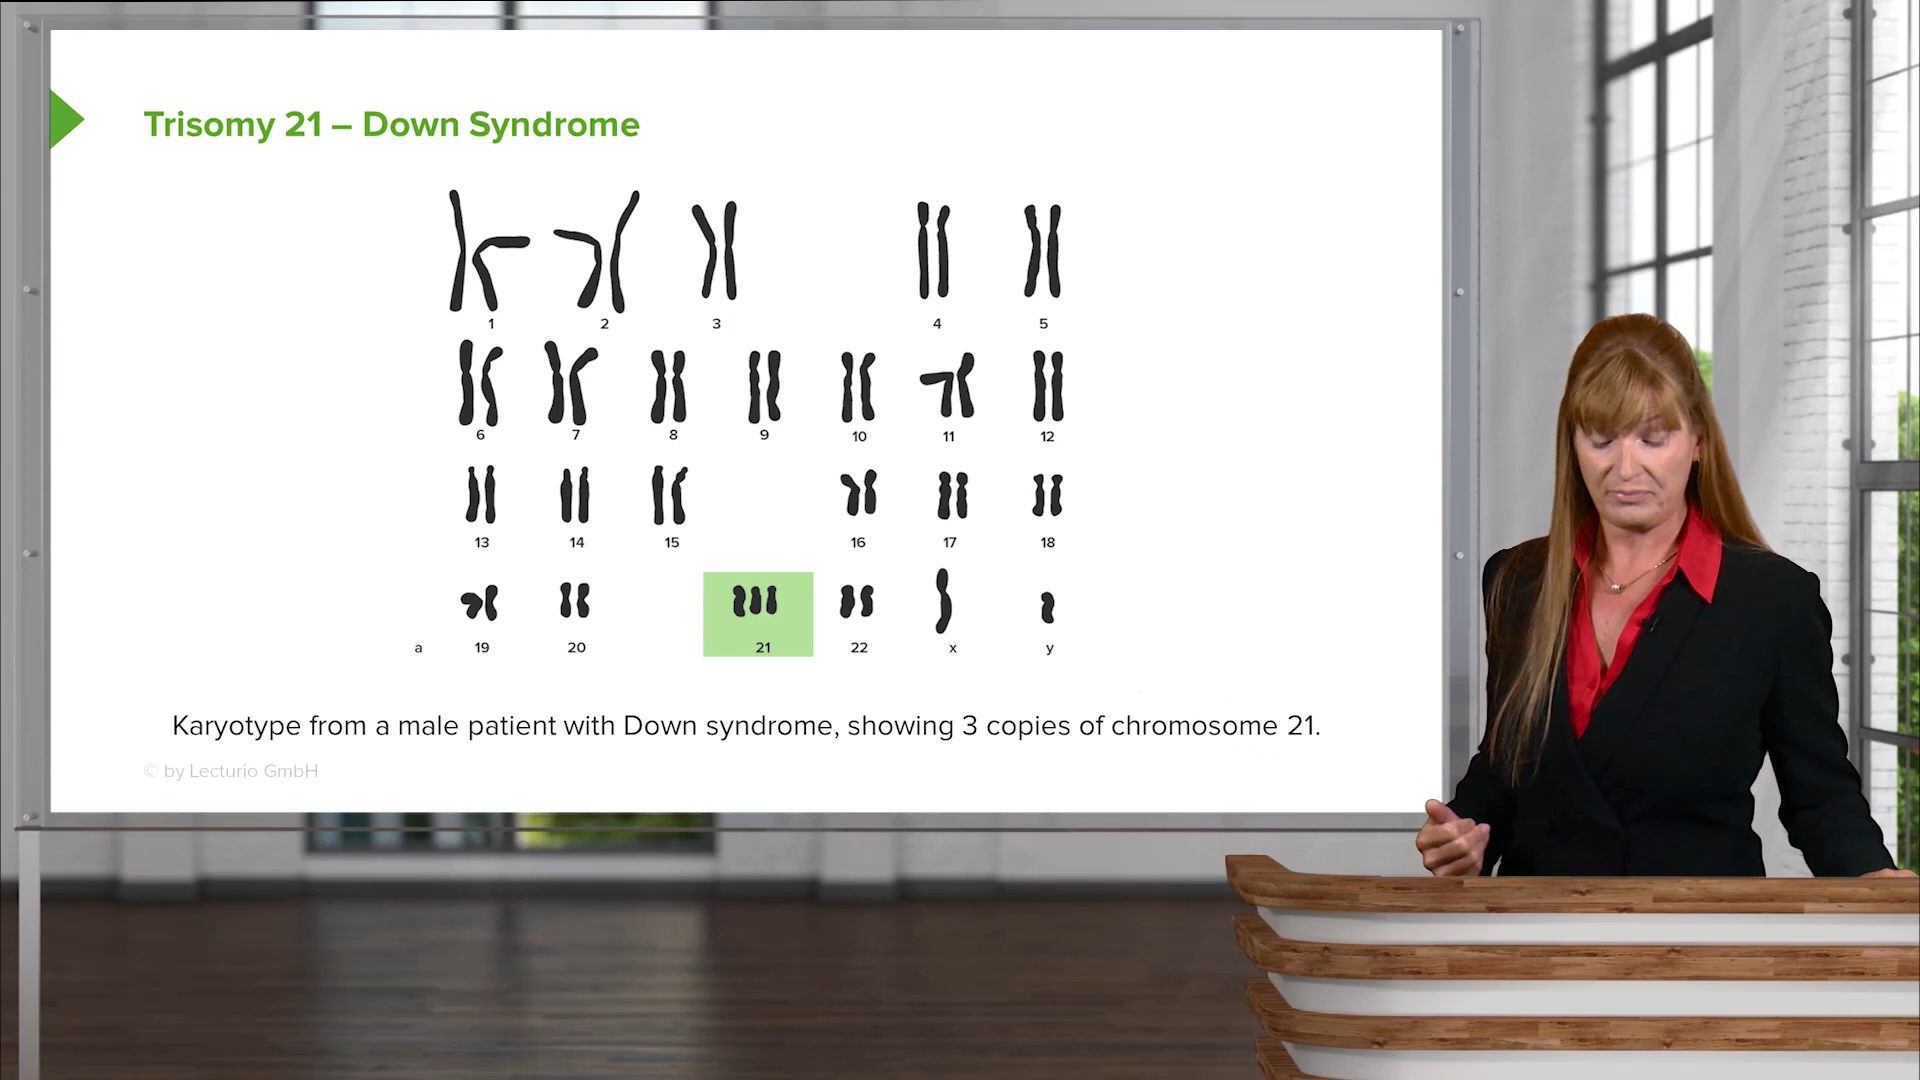 Trisomy 21 – Down Syndrome
1 2 3 4 5
6 7 8 9 10 11 12
13 14 15 16 17 18
a 19 20 21 22 x y
Karyotype from a male patient with Down syndrome, showing 3 copies of chromosome 21.
© by Lecturio GmbH